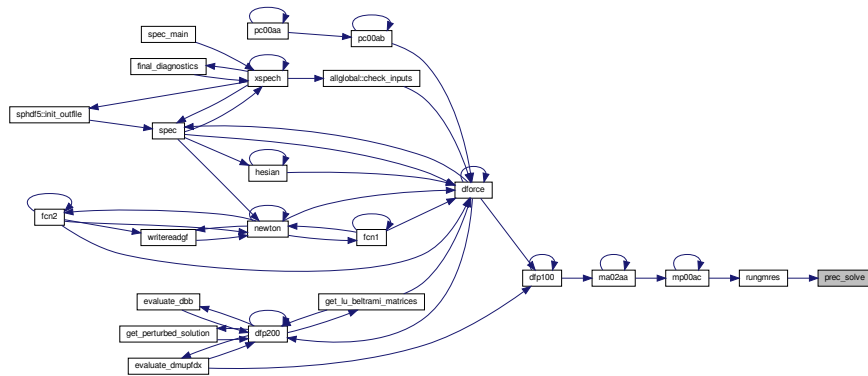 pc00aa
pc00ab
spec_main
final_diagnostics
xspech
allglobal::check_inputs
sphdf5::init_outfile
spec
hesian
dforce
fcn2
writereadgf
newton
fcn1
dfp100
ma02aa
mp00ac
rungmres
prec_solve
evaluate_dbb
get_lu_beltrami_matrices
get_perturbed_solution
dfp200
evaluate_dmupfdx